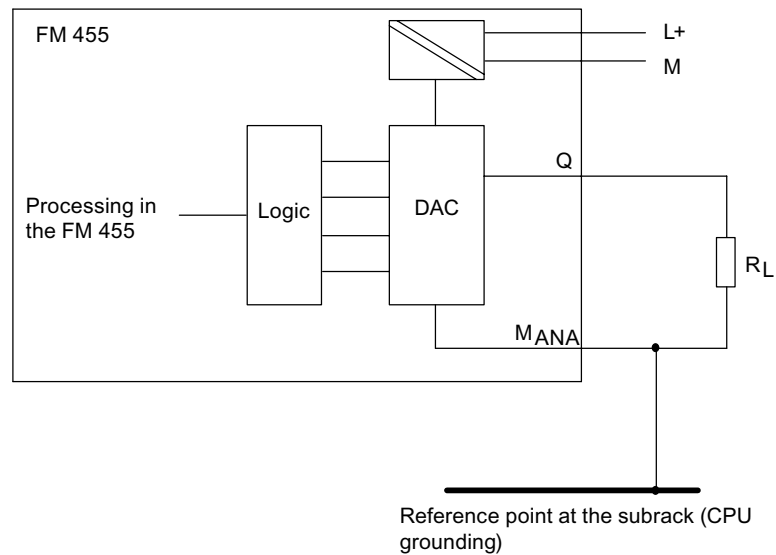 FM 455
L+
M
Q
Processing in
the FM 455
Logic
DAC
RL
MANA
Reference point at the subrack (CPU
grounding)